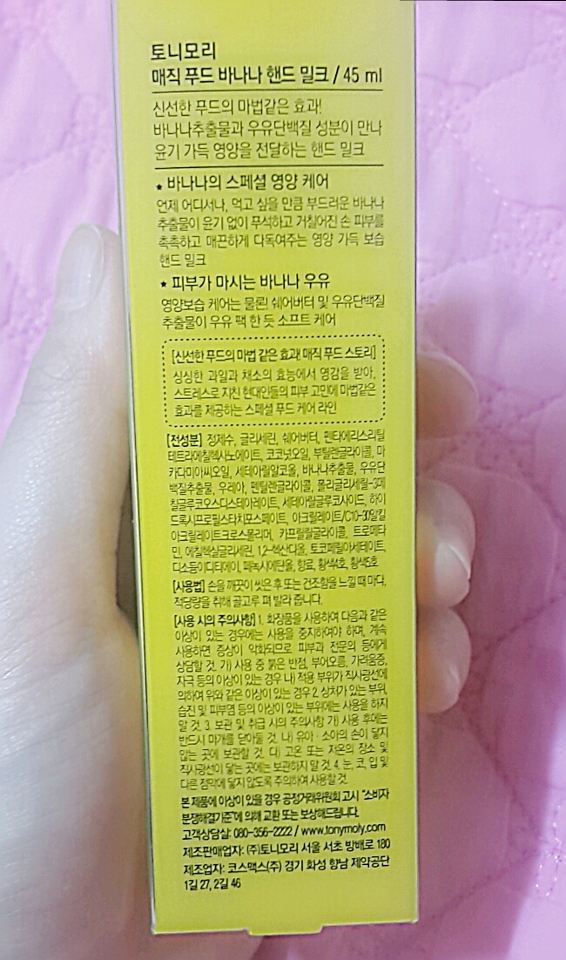 토니모리
매직 푸드 바나나 핸드 밀크 / 45 ml
신선한 푸드의 마법같은 효과!
바나나추출물과 우유단백질 성분이 만나
윤기 가득 영양을 전달하는 핸드 밀크
★ 바나나의 스페셜 영양 케어
언제 어디서나, 먹고 싶을 만큼 부드러운 바나나
추출물이 윤기 없이 푸석하고 거칠어진 손 피부를
촉촉하고 매끈하게 다독여주는 영양 가득 보습
핸드 밀크
★ 피부가 마시는 바나나 우유
영양보습 케어는 물론! 쉐어버터 및 우유단백질
추출물이 우유 팩 한 듯 소프트 케어
[신선한 푸드의 마법 같은 효과! 매직 푸드 스토리]
싱싱한 과일과 채소의 효능에서 영감을 받아,
스트레스로 지친 현대인들의 피부 고민에 마법같은
효과를 제공하는 스페셜 푸드 케어 라인
[전성분] 정제수, 글리세린, 쉐어버터, 펜타에리스리틸
테트라에칠헥사노에이트, 코코넛오일, 부틸렌글라이콜, 마
카다미아씨오일, 세테아릴알코올, 바나나추출물, 우유단
백질추출물, 우레아, 펜틸렌글라이콜, 폴리글리세릴-3메
칠글루코오스디스테아레이트, 세테아릴글루코사이드, 하이
드록시프로필스타치포스페이트, 아크릴레이트/C10-30알킬
아크릴레이트크로스폴리머, 카프릴릴글라이콜, 트로메타
민, 에칠헥실글리세린, 1,2-헥산다이올, 토코페릴아세테이트,
디소듐이디티에이, 페녹시에탄올, 향료, 황색4호, 황색5호
[사용법] 손을 깨끗이 씻은 후 또는 건조함을 느낄 때 마다,
적당량을 취해 골고루 펴 발라 줍니다.
[사용 시의 주의사항] 1. 화장품을 사용하여 다음과 같은
이상이 있는 경우에는 사용을 중지하여야 하며, 계속
사용하면 증상이 악화되므로 피부과 전문의 등에게
상담할 것. 가) 사용 중 붉은 반점, 부어오름, 가려움증,
자극 등의 이상이 있는 경우 나) 적용 부위가 직사광선에
의하여 위와 같은 이상이 있는 경우 2. 상처가 있는 부위,
습진 및 피부염 등의 이상이 있는 부위에는 사용을 하지
말 것. 3. 보관 및 취급 시의 주의사항 가) 사용 후에는
반드시 마개를 닫아둘 것. 나) 유아·소아의 손이 닿지
않는 곳에 보관할 것. 다) 고온 또는 저온의 장소 및
직사광선이 닿는 곳에는 보관하지 말 것. 4. 눈, 코, 입 및
다른 점막에 닿지 않도록 주의하여 사용할 것.
본 제품에 이상이 있을 경우 공정거래위원회 고시 "소비자
분쟁해결기준"에 의해 교환 또는 보상해드립니다.
고객상담실: 080-356-2222 / www.tonymoly.com
제조판매업자: (주)토니모리 서울 서초 방배로 180
제조업자: 코스맥스(주) 경기 화성 향남 제약공단
1길 27, 2길 46